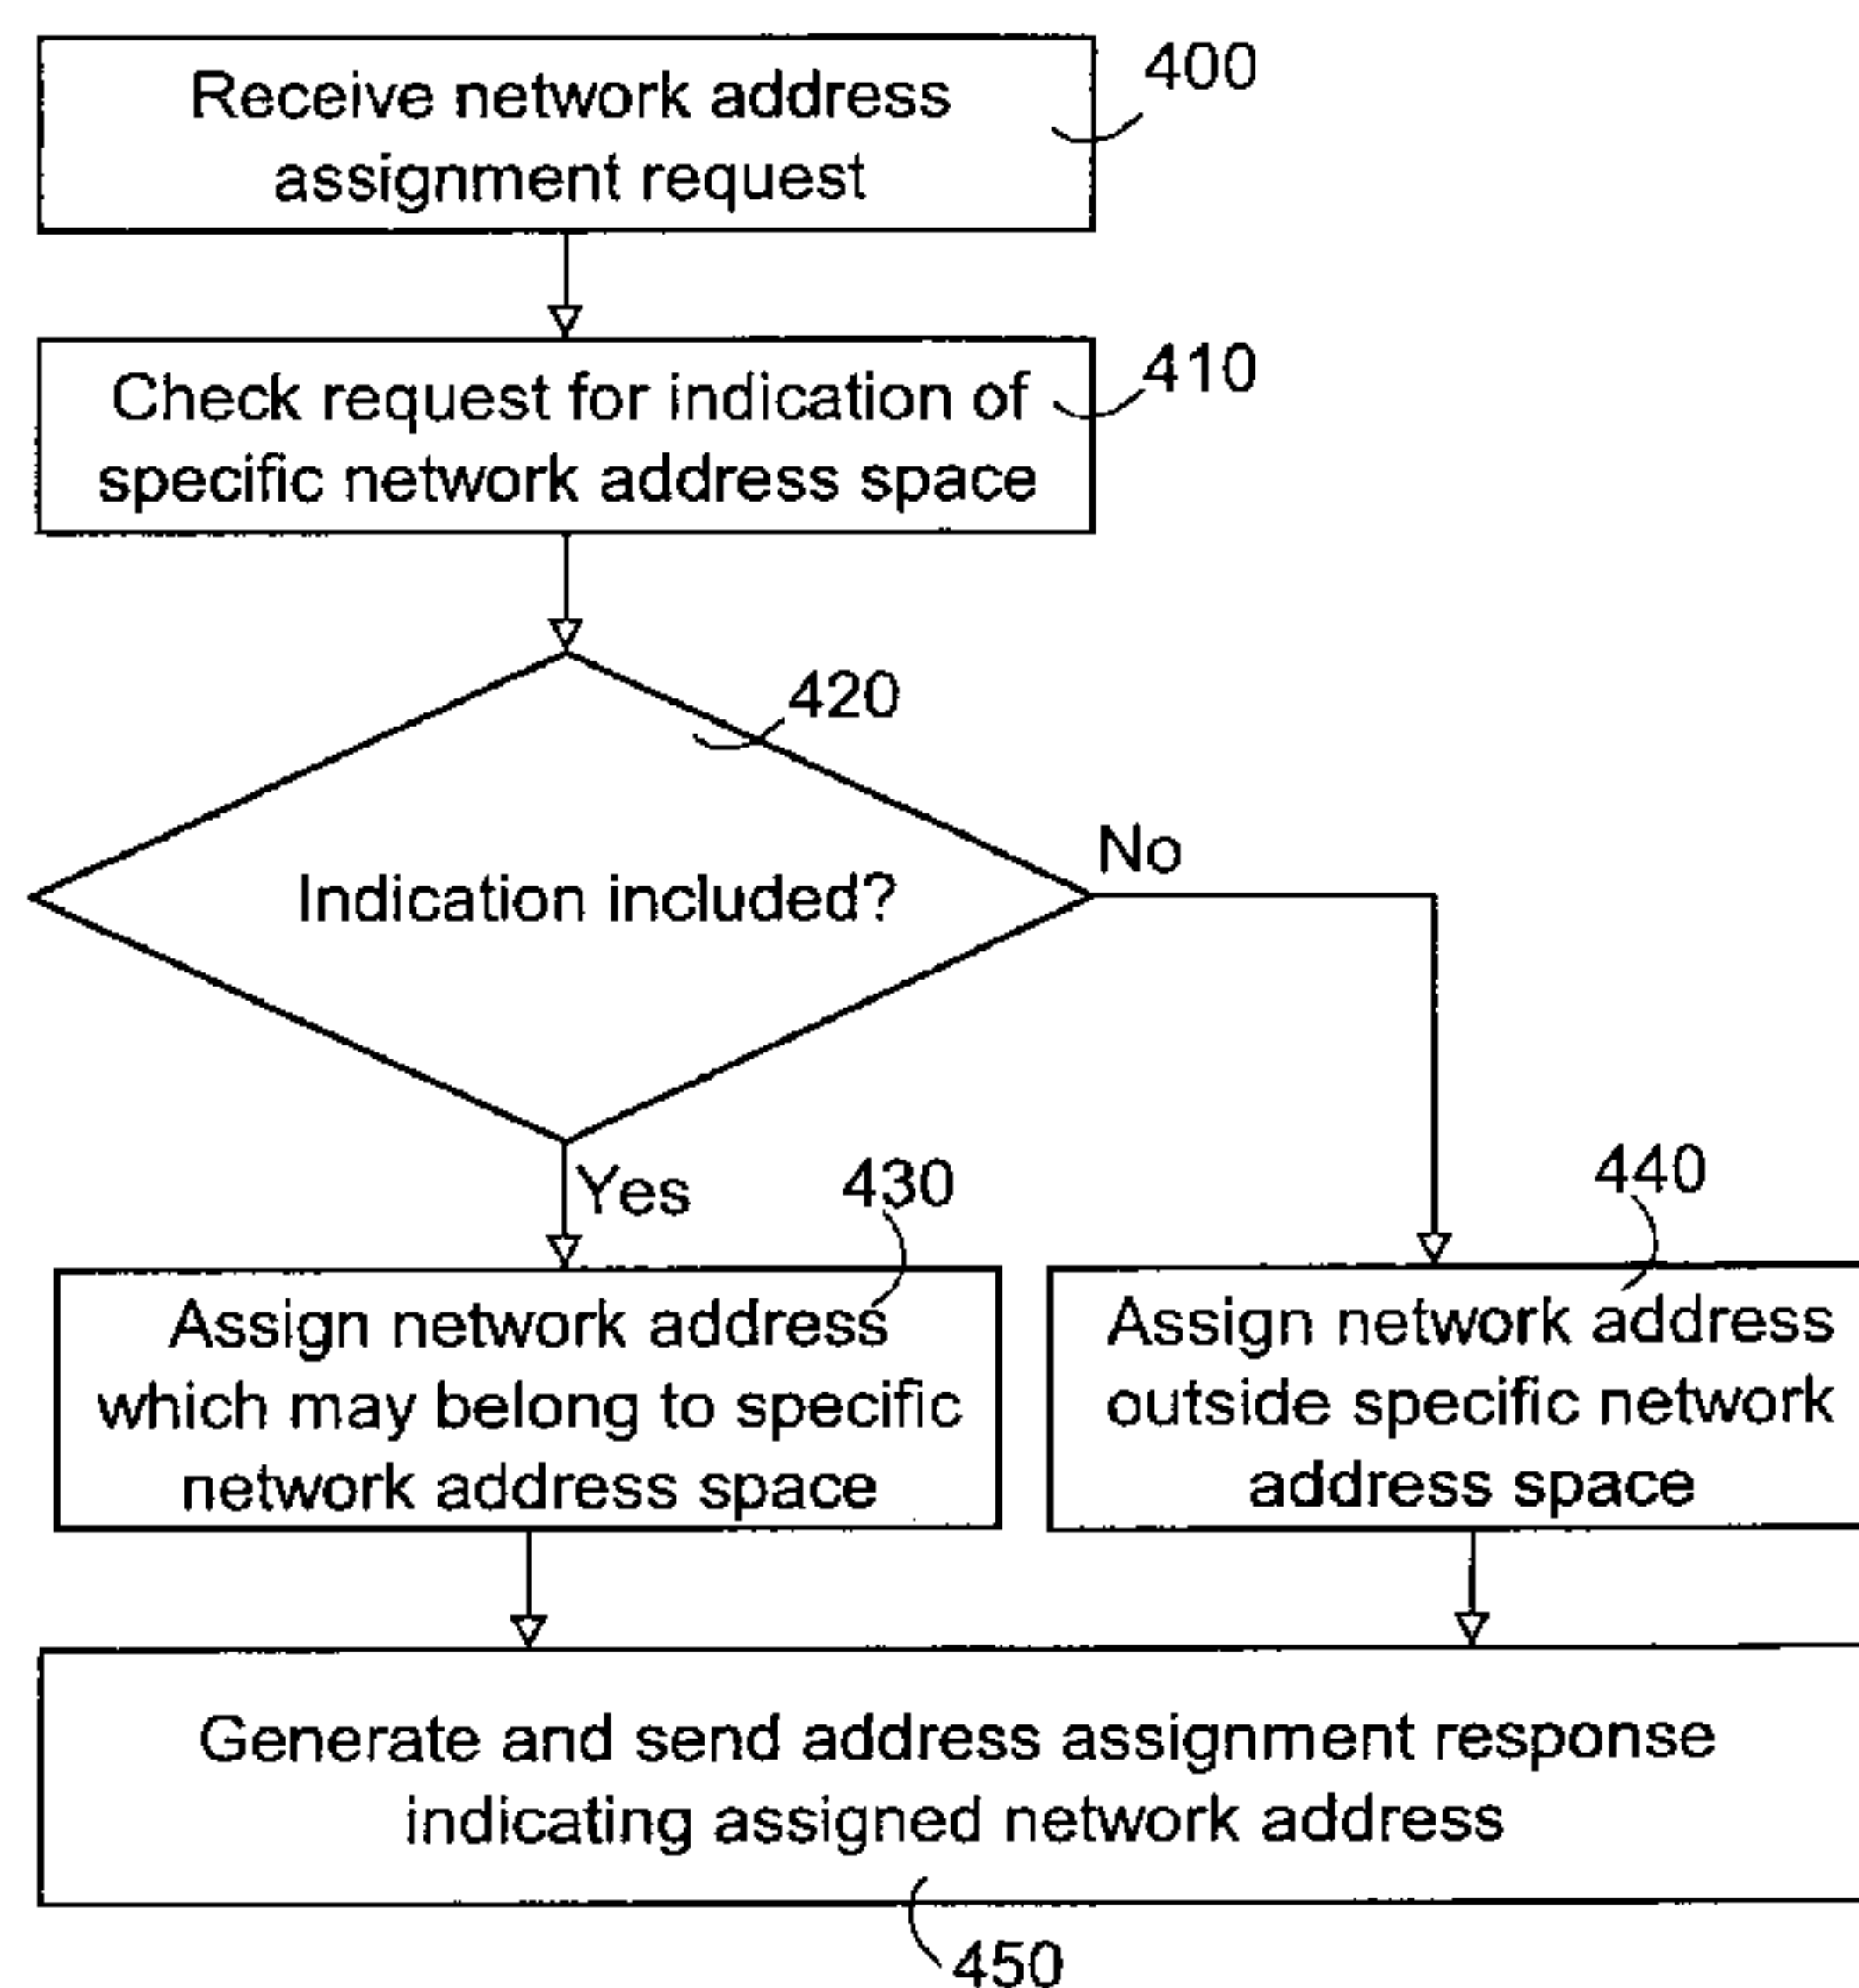 Receive network address
assignment request
400
Check request for indication of
specific network address space
410
420
Indication included?
No
Yes
430
440
Assign network address
which may belong to specific
network address space
Assign network address
outside specific network
address space
Generate and send address assignment response
indicating assigned network address
450